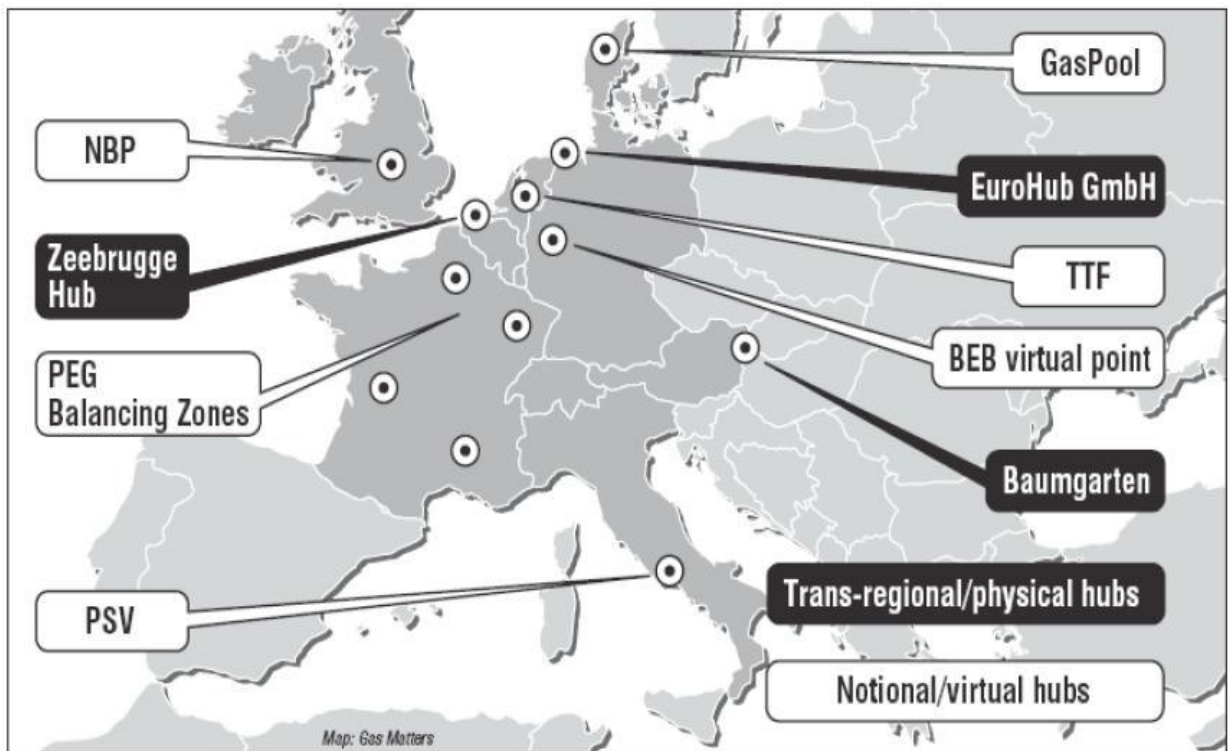 GasPool
NBP
EuroHub GmbH
Zeebrugge
Hub
TTF
BEB virtual point
PEG
Balancing Zones
Baumgarten
Trans-regional/physical hubs
PSV
Notional/virtual hubs
Map: Gas Matters